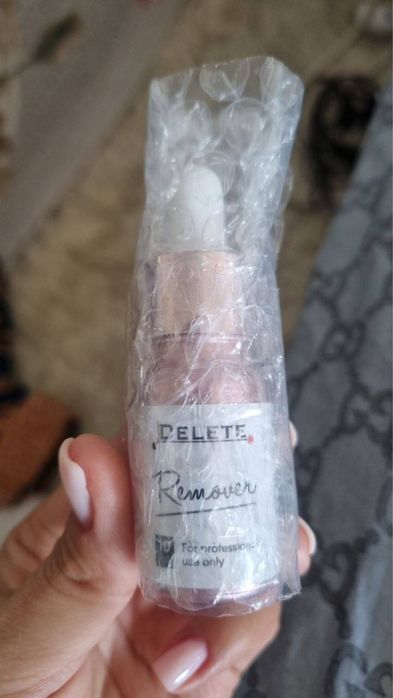 DELETE
Remover
For professional
use only